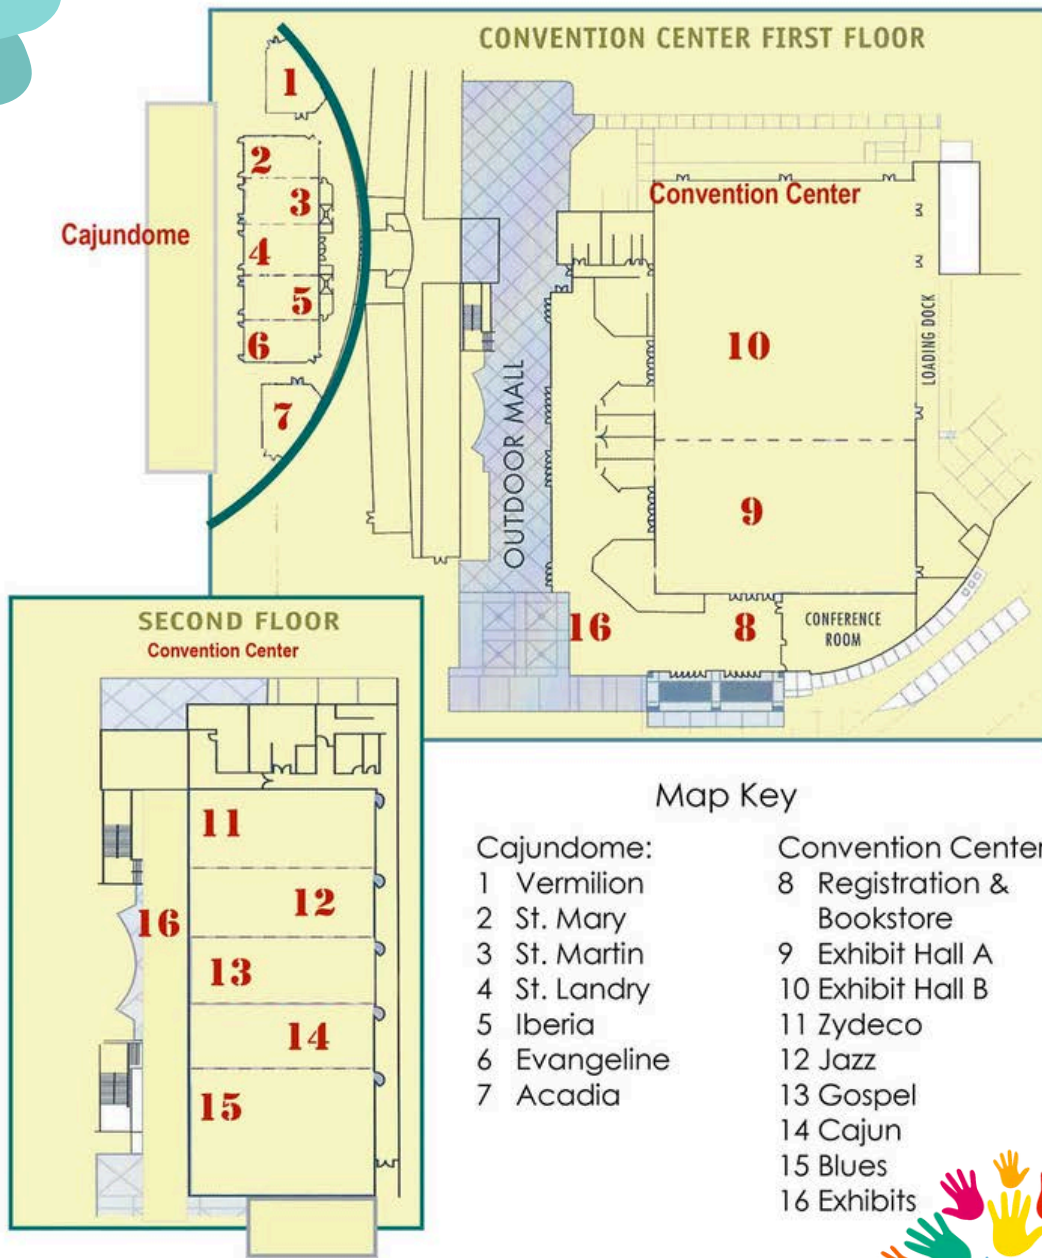 CONVENTION CENTER FIRST FLOOR
1
2
3
4
5
6
7
Cajundome
Convention Center
10
9
LOADING DOCK
OUTDOOR MALL
16
8
CONFERENCE
ROOM
SECOND FLOOR
Convention Center
11
12
16
13
14
15
Map Key
Cajundome:
1 Vermilion
2 St. Mary
3 St. Martin
4 St. Landry
5 Iberia
6 Evangeline
7 Acadia
Convention Center
8 Registration &
Bookstore
9 Exhibit Hall A
10 Exhibit Hall B
11 Zydeco
12 Jazz
13 Gospel
14 Cajun
15 Blues
16 Exhibits